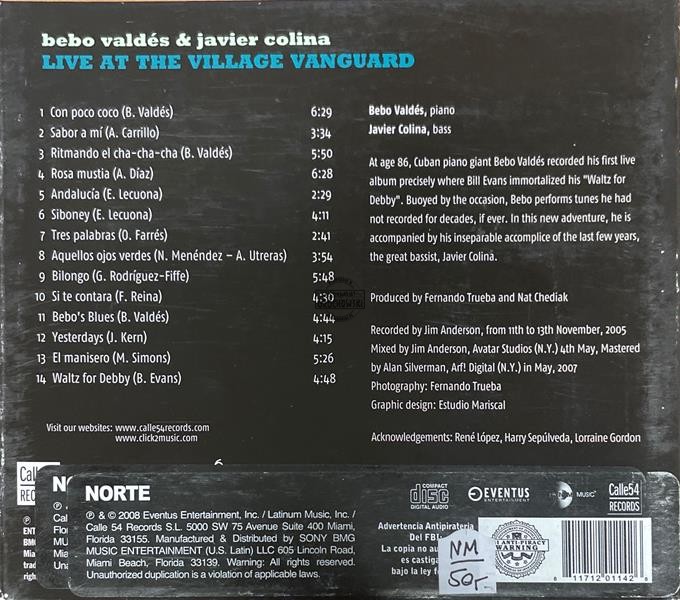 bebo valdés & javier colina
LIVE AT THE VILLAGE VANGUARD
1 Con poco coco (B. Valdés) 6:29
2 Sabor a mí (A. Carrillo) 3:34
3 Ritmando el cha-cha-cha (B. Valdés) 5:50
4 Rosa mustia (A. Díaz) 6:28
5 Andalucía (E. Lecuona) 2:29
6 Siboney (E. Lecuona) 4:11
7 Tres palabras (O. Farrés) 2:41
8 Aquellos ojos verdes (N. Menéndez – A. Utreras) 3:54
9 Bilongo (G. Rodríguez-Fiffe) 5:48
10 Si te contara (F. Reina) 4:30
11 Bebo's Blues (B. Valdés) 4:44
12 Yesterdays (J. Kern) 4:15
13 El manisero (M. Simons) 5:26
14 Waltz for Debby (B. Evans) 4:48
Visit our websites: www.calle54records.com
www.click2music.com
Bebo Valdés, piano
Javier Colina, bass
At age 86, Cuban piano giant Bebo Valdés recorded his first live
album precisely where Bill Evans immortalized his "Waltz for
Debby". Buoyed by the occasion, Bebo performs tunes he had
not recorded for decades, if ever. In this new adventure, he is
accompanied by his inseparable accomplice of the last few years,
the great bassist, Javier Colina.
Produced by Fernando Trueba and Nat Chediak
Recorded by Jim Anderson, from 11th to 13th November, 2005
Mixed by Jim Anderson, Avatar Studios (N.Y.) 4th May, Mastered
by Alan Silverman, Arf! Digital (N.Y.) in May, 2007
Photography: Fernando Trueba
Graphic design: Estudio Mariscal
Acknowledgements: René López, Harry Sepúlveda, Lorraine Gordon
NORTE
℗ & © 2008 Eventus Entertainment, Inc. / Latinum Music, Inc. /
Calle 54 Records S.L. 5000 SW 75 Avenue Suite 400 Miami,
Florida 33155. Manufactured & Distributed by SONY BMG
MUSIC ENTERTAINMENT (U.S. Latin) LLC 605 Lincoln Road,
Miami Beach, Florida 33139. Warning: All rights reserved.
Unauthorized duplication is a violation of applicable laws.
COMPACT
disc
DIGITAL AUDIO
EVENTUS
ENTERTAINMENT
MUSIC
Calle54
RECORDS
Advertencia Antipirateria
Del FBI:
La copia no au
es castiga
bajo la ley f
NM
50,-
ANTI-PIRACY
WARNING
11712 01142